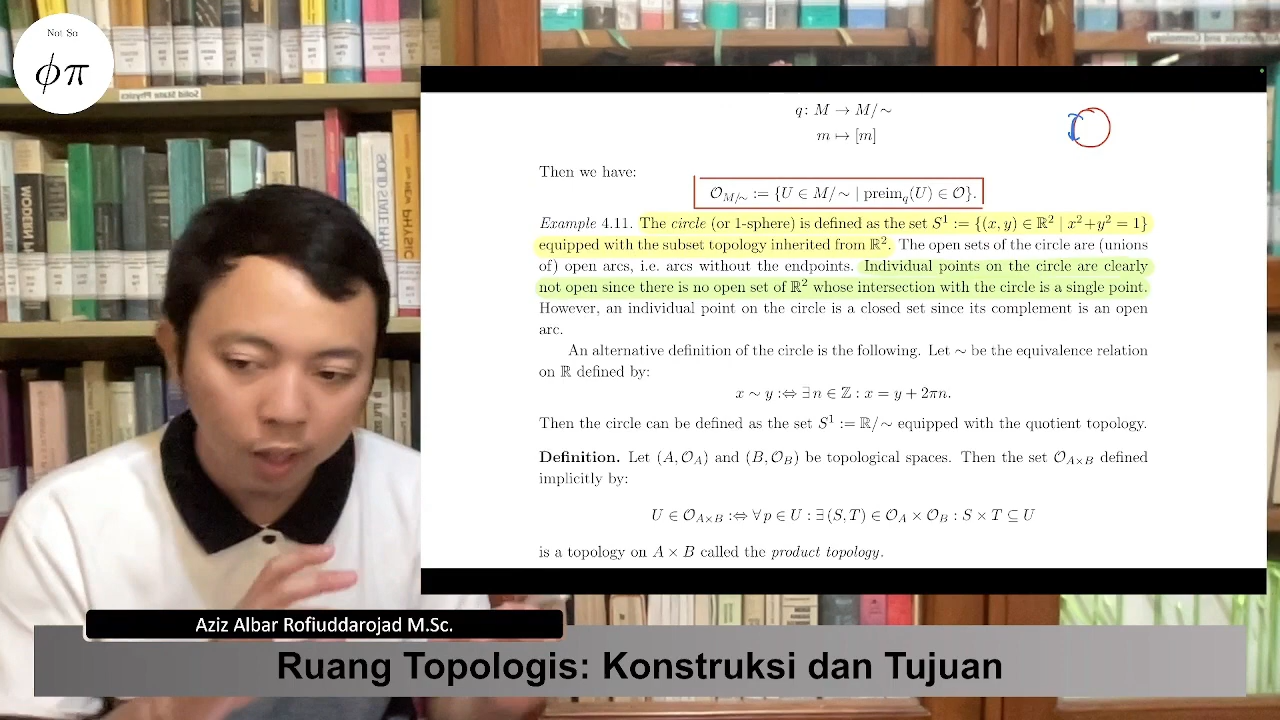 Not So
ϕπ
Solid State Physics
MODERN
SOLID STATE
q: M → M/∼
m ↦ [m]
Then we have:
𝒪_{M/∼} := {U ∈ M/∼ | preim_q(U) ∈ 𝒪}.
Example 4.11. The circle (or 1-sphere) is defined as the set S¹ := {(x, y) ∈ ℝ² | x²+y² = 1}
equipped with the subset topology inherited from ℝ². The open sets of the circle are (unions
of) open arcs, i.e. arcs without the endpoints. Individual points on the circle are clearly
not open since there is no open set of ℝ² whose intersection with the circle is a single point.
However, an individual point on the circle is a closed set since its complement is an open
arc.
An alternative definition of the circle is the following. Let ∼ be the equivalence relation
on ℝ defined by:
x ∼ y :⇔ ∃ n ∈ ℤ : x = y + 2πn.
Then the circle can be defined as the set S¹ := ℝ/∼ equipped with the quotient topology.
Definition. Let (A, 𝒪_A) and (B, 𝒪_B) be topological spaces. Then the set 𝒪_{A×B} defined
implicitly by:
U ∈ 𝒪_{A×B} :⇔ ∀ p ∈ U : ∃ (S, T) ∈ 𝒪_A × 𝒪_B : S × T ⊆ U
is a topology on A × B called the product topology.
Aziz Albar Rofiuddarojad M.Sc.
Ruang Topologis: Konstruksi dan Tujuan